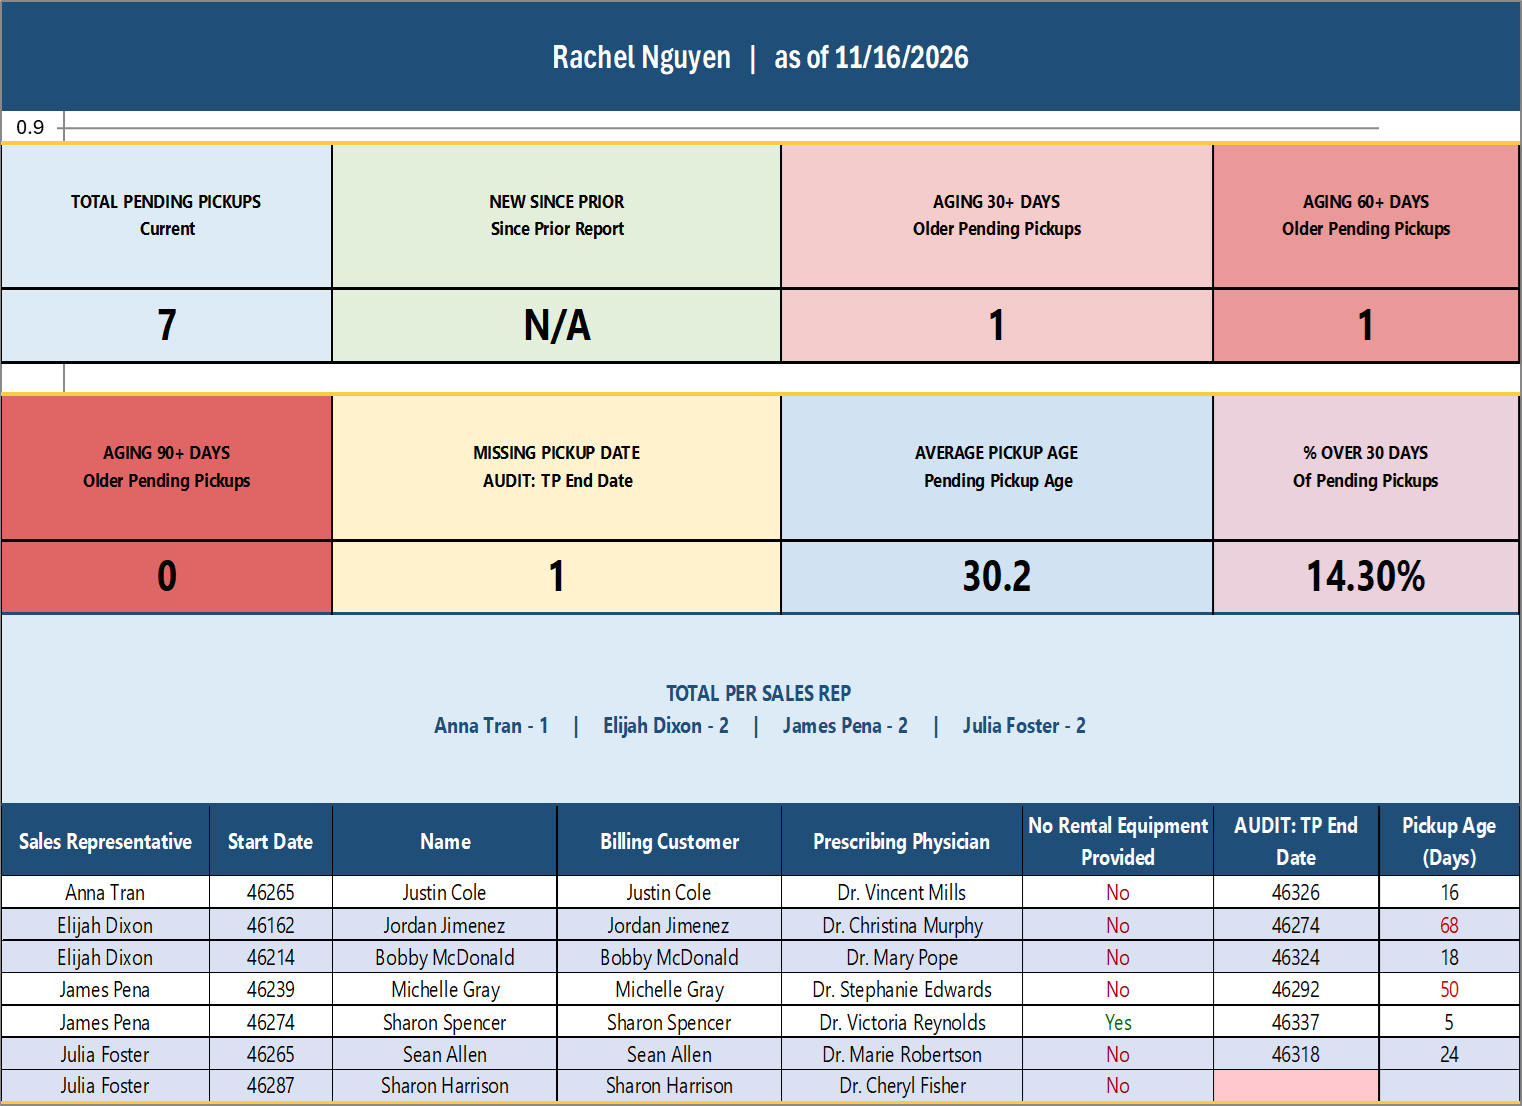 Rachel Nguyen | as of 11/16/2026
0.9
TOTAL PENDING PICKUPS
Current
NEW SINCE PRIOR
Since Prior Report
AGING 30+ DAYS
Older Pending Pickups
AGING 60+ DAYS
Older Pending Pickups
7
N/A
1
1
AGING 90+ DAYS
Older Pending Pickups
MISSING PICKUP DATE
AUDIT: TP End Date
AVERAGE PICKUP AGE
Pending Pickup Age
% OVER 30 DAYS
Of Pending Pickups
0
1
30.2
14.30%
TOTAL PER SALES REP
Anna Tran - 1 | Elijah Dixon - 2 | James Pena - 2 | Julia Foster - 2
Sales Representative
Start Date
Name
Billing Customer
Prescribing Physician
No Rental Equipment
Provided
AUDIT: TP End
Date
Pickup Age
(Days)
Anna Tran 46265 Justin Cole Justin Cole Dr. Vincent Mills No 46326 16
Elijah Dixon 46162 Jordan Jimenez Jordan Jimenez Dr. Christina Murphy No 46274 68
Elijah Dixon 46214 Bobby McDonald Bobby McDonald Dr. Mary Pope No 46324 18
James Pena 46239 Michelle Gray Michelle Gray Dr. Stephanie Edwards No 46292 50
James Pena 46274 Sharon Spencer Sharon Spencer Dr. Victoria Reynolds Yes 46337 5
Julia Foster 46265 Sean Allen Sean Allen Dr. Marie Robertson No 46318 24
Julia Foster 46287 Sharon Harrison Sharon Harrison Dr. Cheryl Fisher No